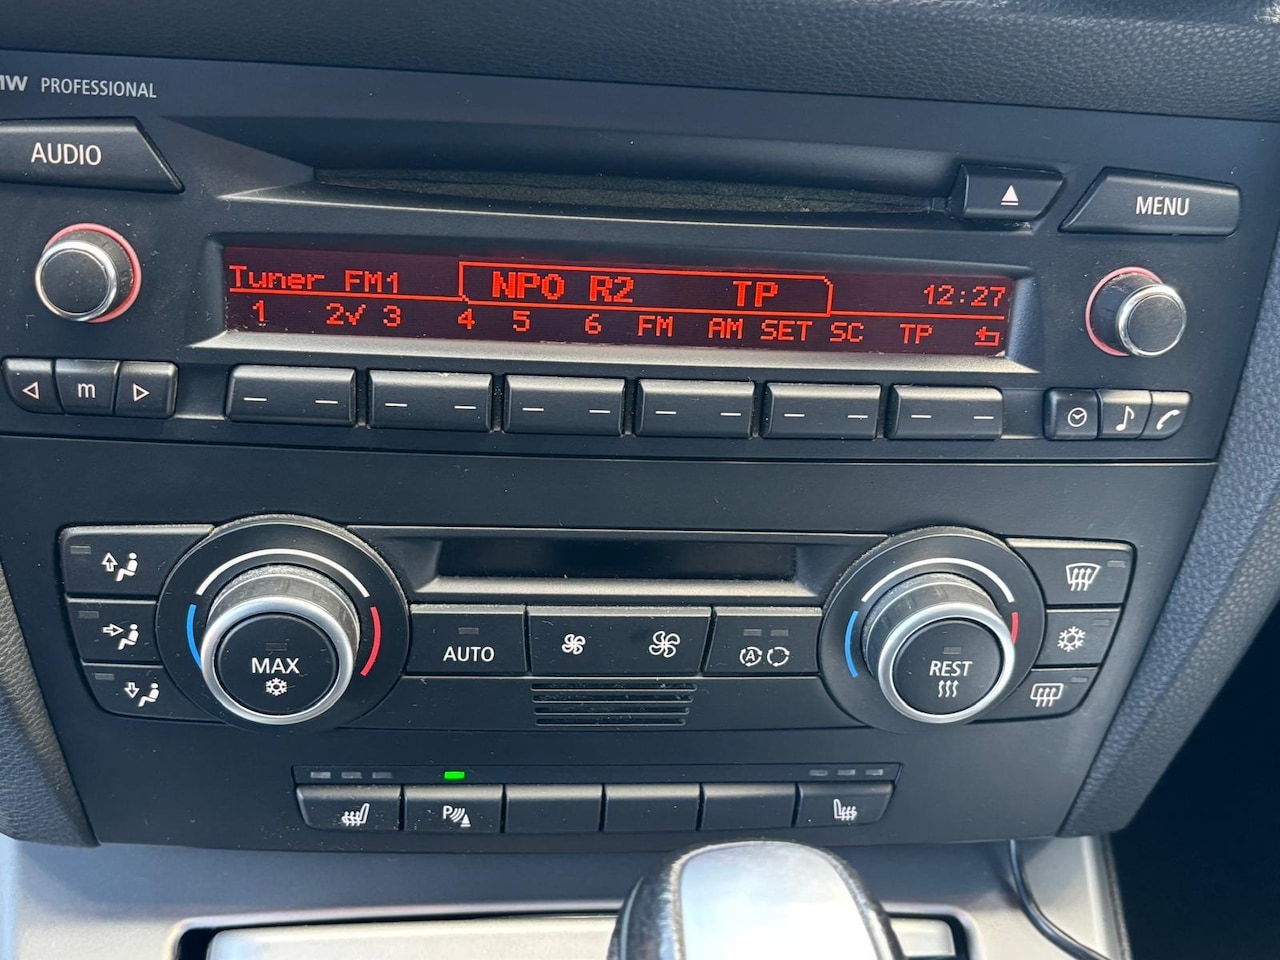 PROFESSIONAL
AUDIO
MENU
Tuner FM1 NPO R2 TP 12:27
1 2√ 3 4 5 6 FM AM SET SC TP
m
MAX
AUTO
A
REST
P